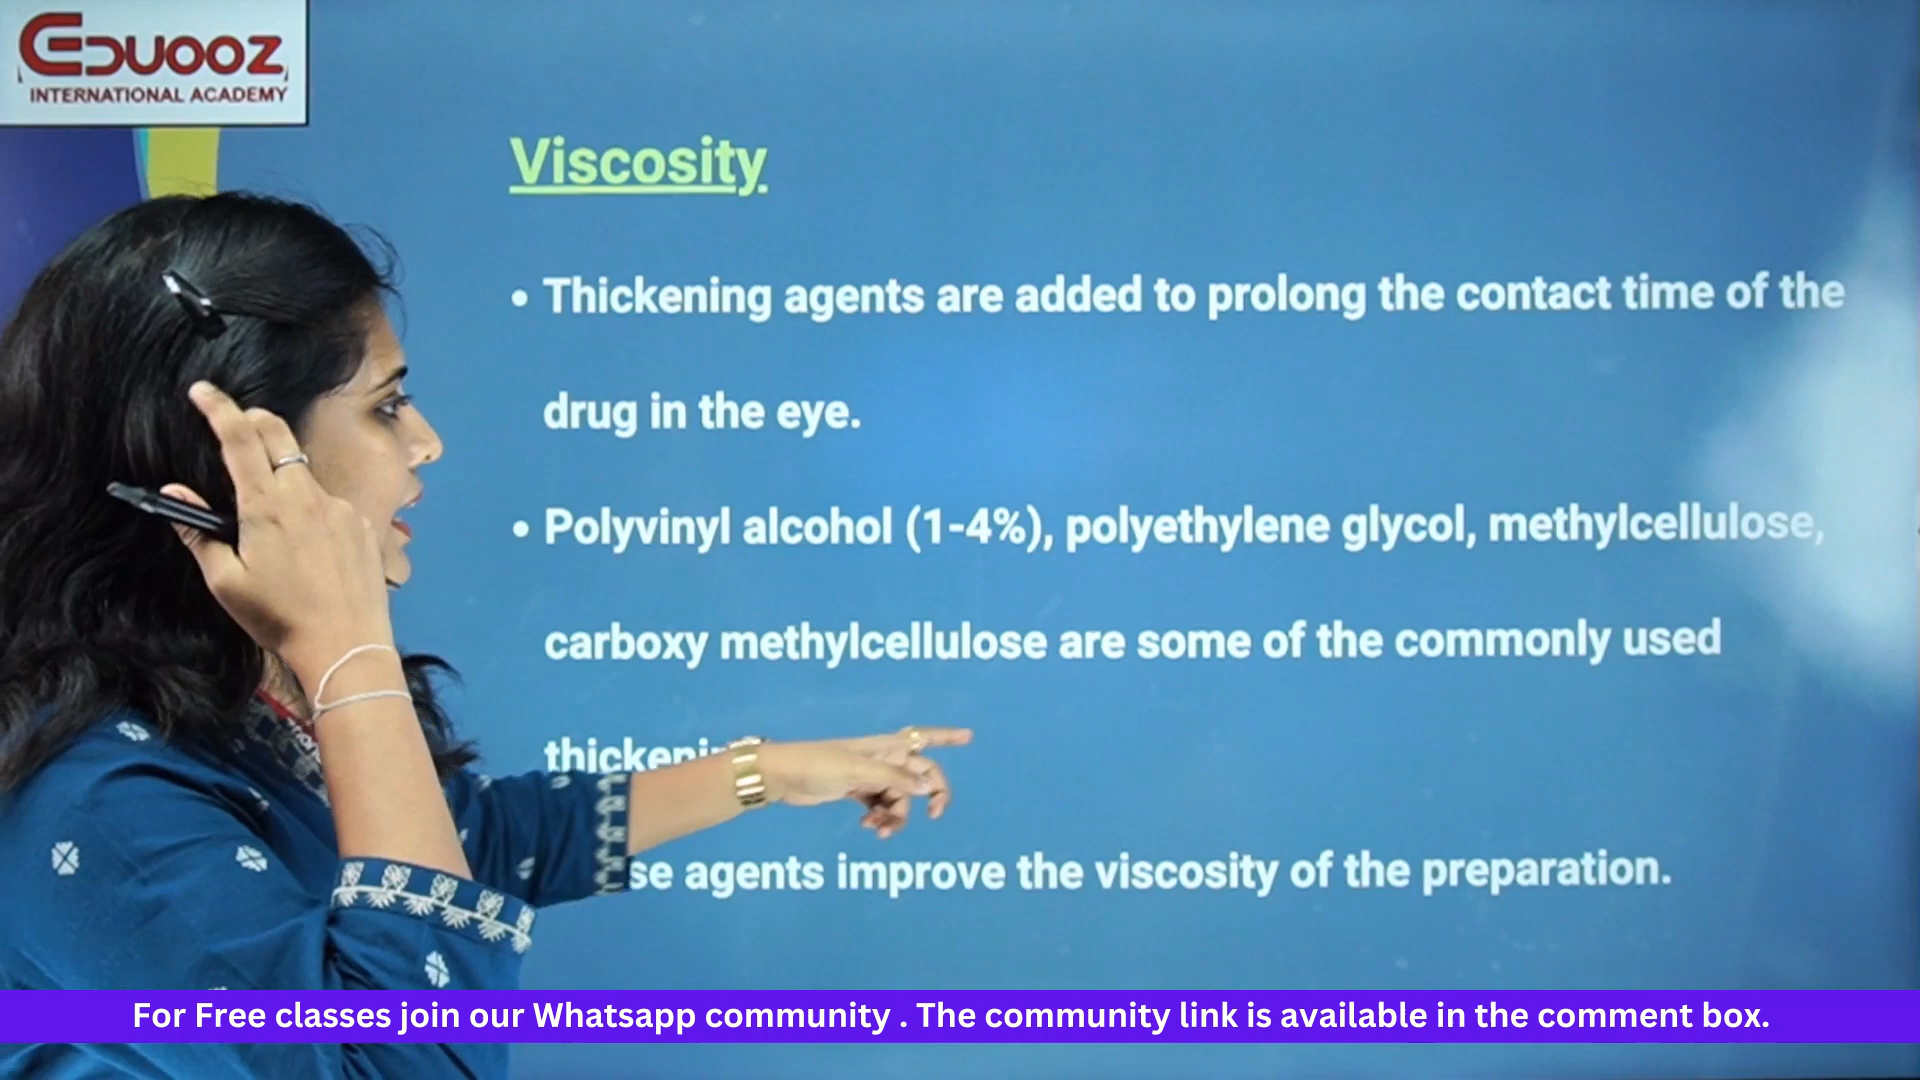 EDUOOZ
INTERNATIONAL ACADEMY
Viscosity
• Thickening agents are added to prolong the contact time of the
drug in the eye.
• Polyvinyl alcohol (1-4%), polyethylene glycol, methylcellulose,
carboxy methylcellulose are some of the commonly used
agents improve the viscosity of the preparation.
For Free classes join our Whatsapp community . The community link is available in the comment box.